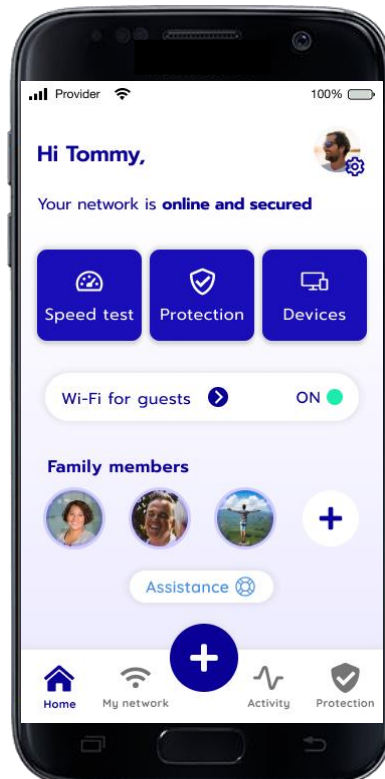 Provider 100%
Hi Tommy,
Your network is online and secured
Speed test Protection Devices
Wi-Fi for guests ON
Family members
Assistance
Home My network Activity Protection